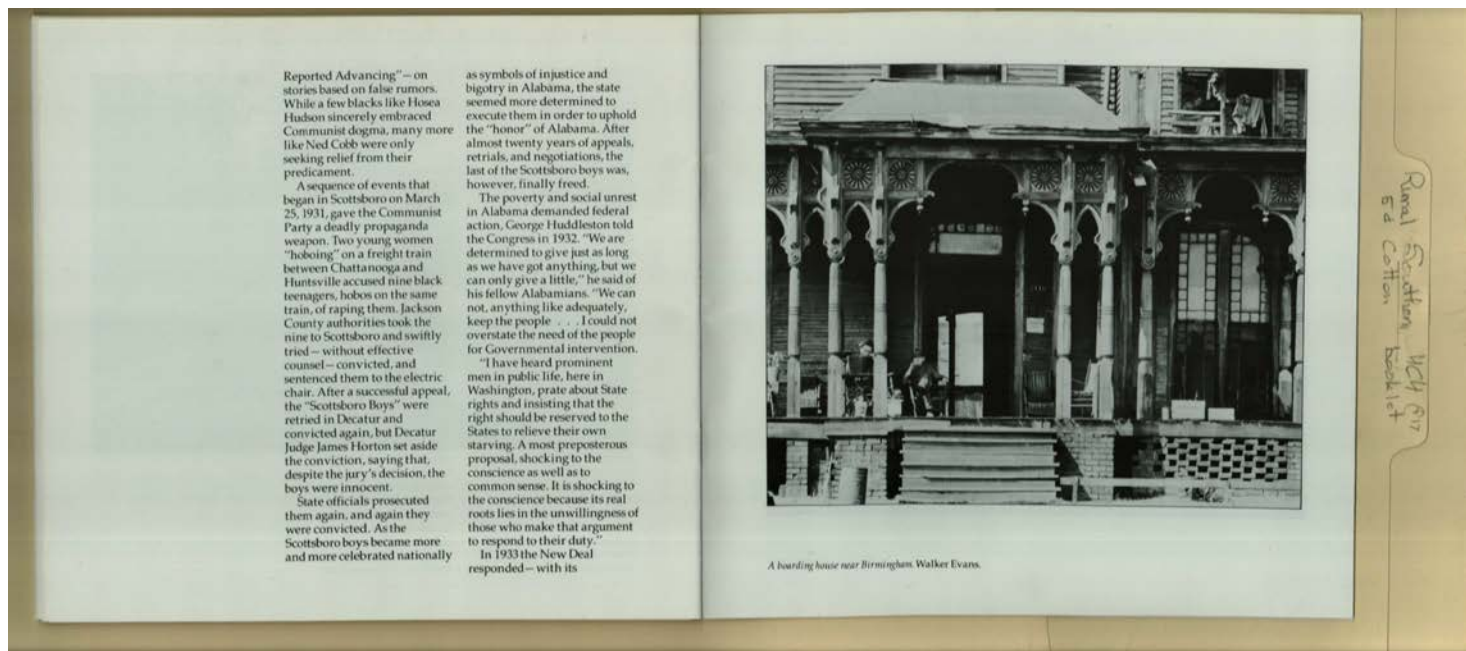 Reported Advancing"—on
stories based on false rumors.
While a few blacks like Hosea
Hudson sincerely embraced
Communist dogma, many more
like Ned Cobb were only
seeking relief from their
predicament.
A sequence of events that
began in Scottsboro on March
25, 1931, gave the Communist
Party a deadly propaganda
weapon. Two young women
"hoboing" on a freight train
between Chattanooga and
Huntsville accused nine black
teenagers, hobos on the same
train, of raping them. Jackson
County authorities took the
nine to Scottsboro and swiftly
tried—without effective
counsel—convicted, and
sentenced them to the electric
chair. After a successful appeal,
the "Scottsboro Boys" were
retried in Decatur and
convicted again, but Decatur
Judge James Horton set aside
the conviction, saying that,
despite the jury's decision, the
boys were innocent.
State officials prosecuted
them again, and again they
were convicted. As the
Scottsboro boys became more
and more celebrated nationally
as symbols of injustice and
bigotry in Alabama, the state
seemed more determined to
execute them in order to uphold
the "honor" of Alabama. After
almost twenty years of appeals,
retrials, and negotiations, the
last of the Scottsboro boys was,
however, finally freed.
The poverty and social unrest
in Alabama demanded federal
action, George Huddleston told
the Congress in 1932. "We are
determined to give just as long
as we have got anything, but we
can only give a little," he said of
his fellow Alabamians. "We can
not, anything like adequately,
keep the people . . . I could not
overstate the need of the people
for Governmental intervention.
"I have heard prominent
men in public life, here in
Washington, prate about State
rights and insisting that the
right should be reserved to the
States to relieve their own
starving. A most preposterous
proposal, shocking to the
conscience as well as to
common sense. It is shocking to
the conscience because its real
roots lies in the unwillingness of
those who make that argument
to respond to their duty."
In 1933 the New Deal
responded—with its
A boarding house near Birmingham. Walker Evans.
Rural Southern
Cotton booklet